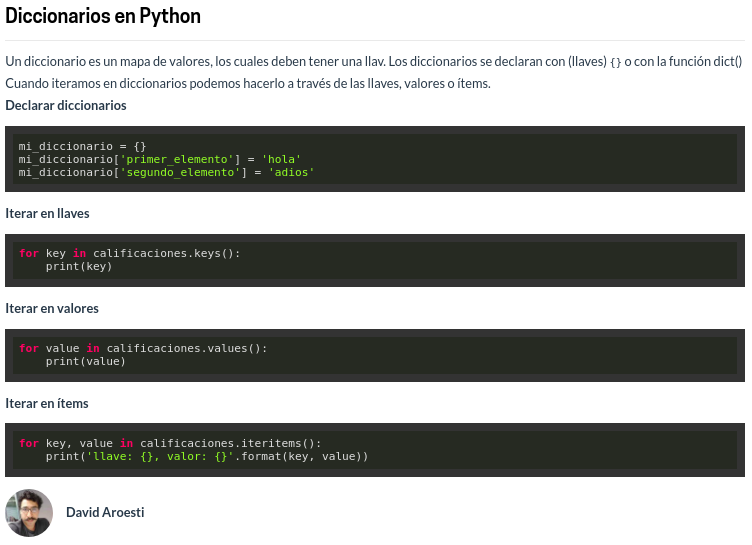 Diccionarios en Python
Un diccionario es un mapa de valores, los cuales deben tener una llav. Los diccionarios se declaran con (llaves) {} o con la función dict()
Cuando iteramos en diccionarios podemos hacerlo a través de las llaves, valores o ítems.
Declarar diccionarios
mi_diccionario = {}
mi_diccionario['primer_elemento'] = 'hola'
mi_diccionario['segundo_elemento'] = 'adios'
Iterar en llaves
for key in calificaciones.keys():
    print(key)
Iterar en valores
for value in calificaciones.values():
    print(value)
Iterar en ítems
for key, value in calificaciones.iteritems():
    print('llave: {}, valor: {}'.format(key, value))
David Aroesti